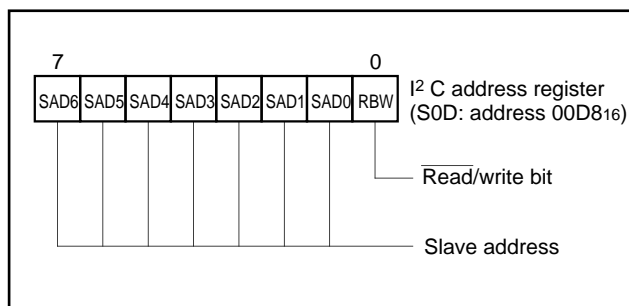 7 0
SAD6 SAD5 SAD4 SAD3 SAD2 SAD1 SAD0 RBW
I² C address register
(S0D: address 00D8₁₆)
R̅e̅a̅d̅/write bit
Slave address